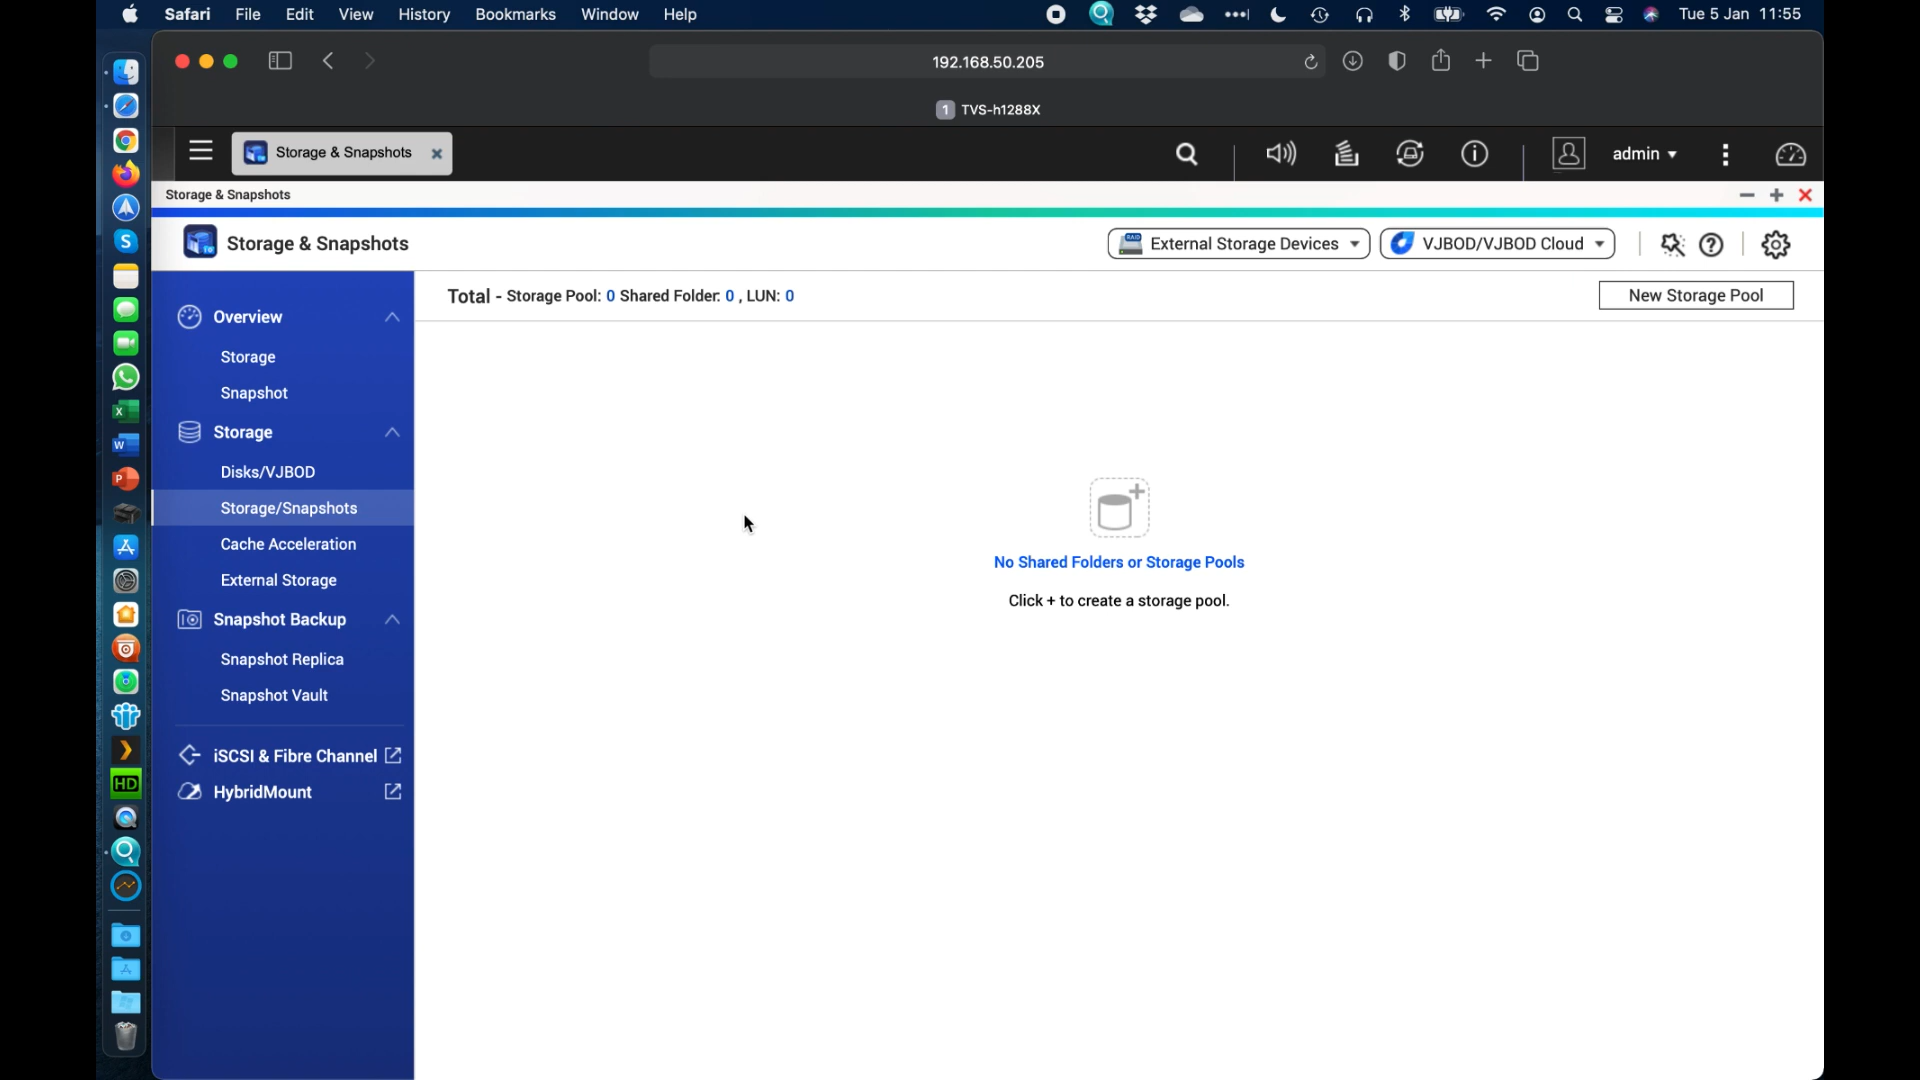 Safari File Edit View History Bookmarks Window Help Tue 5 Jan 11:55
192.168.50.205
1 TVS-h1288X
Storage & Snapshots admin
Storage & Snapshots
Storage & Snapshots
RAID External Storage Devices VJBOD/VJBOD Cloud
Total - Storage Pool: 0 Shared Folder: 0 , LUN: 0 New Storage Pool
Overview
Storage
Snapshot
Storage
Disks/VJBOD
Storage/Snapshots
Cache Acceleration
External Storage
Snapshot Backup
Snapshot Replica
Snapshot Vault
iSCSI & Fibre Channel
HybridMount
No Shared Folders or Storage Pools
Click + to create a storage pool.
S
X
W
P
HD